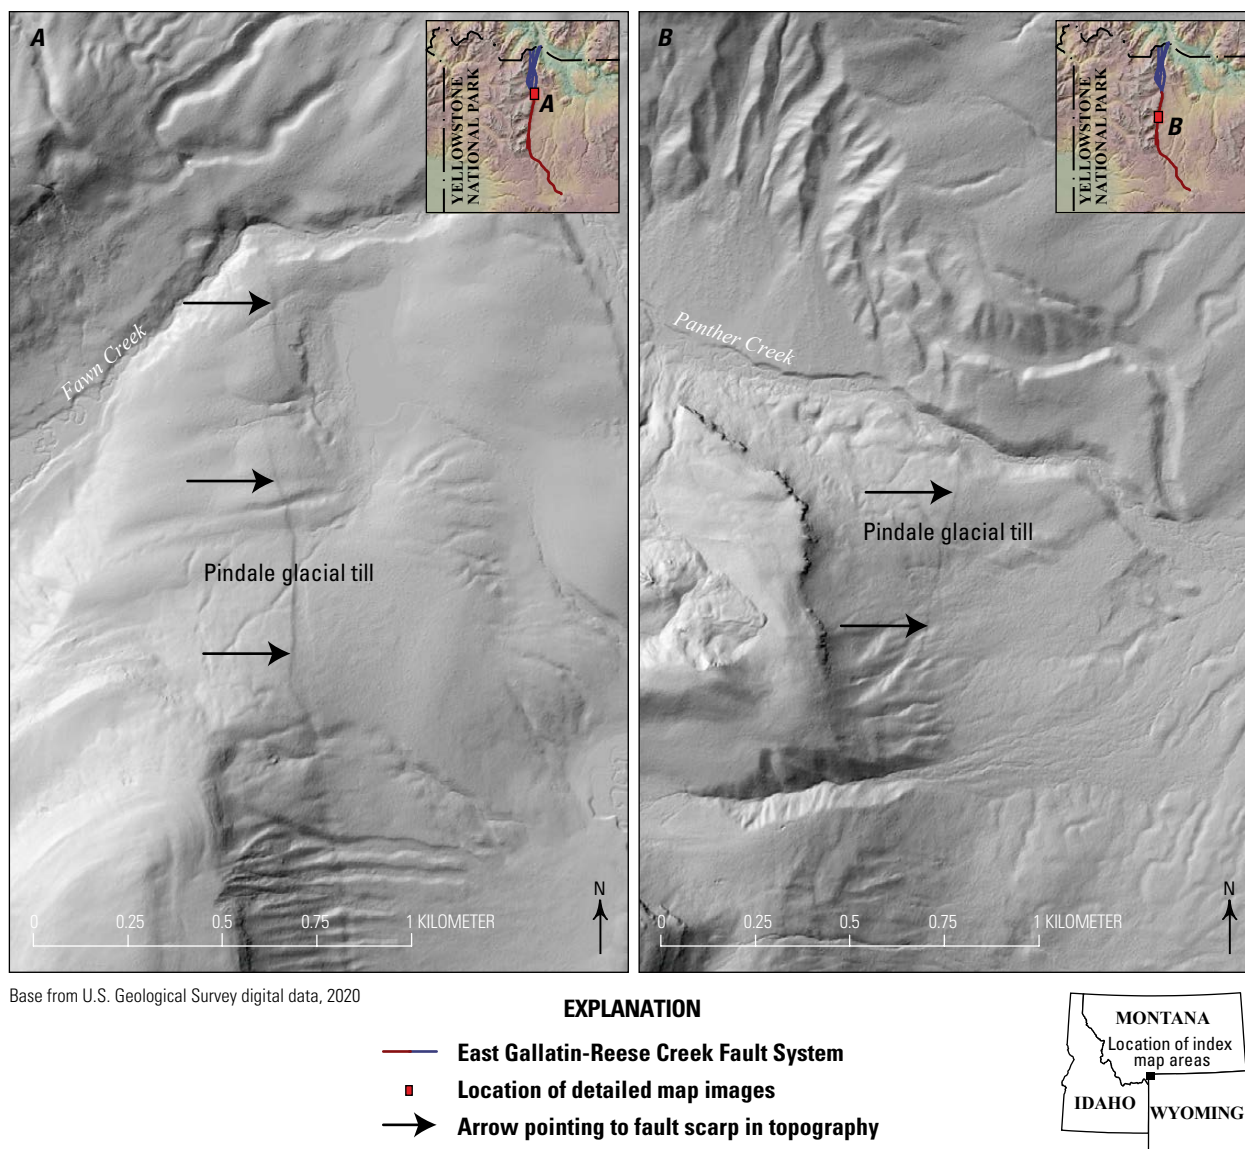 A
YELLOWSTONE
NATIONAL PARK
A
Fawn Creek
Pindale glacial till
0 0.25 0.5 0.75 1 KILOMETER
N
B
YELLOWSTONE
NATIONAL PARK
B
Panther Creek
Pindale glacial till
0 0.25 0.5 0.75 1 KILOMETER
N
Base from U.S. Geological Survey digital data, 2020
EXPLANATION
East Gallatin-Reese Creek Fault System
Location of detailed map images
Arrow pointing to fault scarp in topography
MONTANA
Location of index
map areas
IDAHO
WYOMING